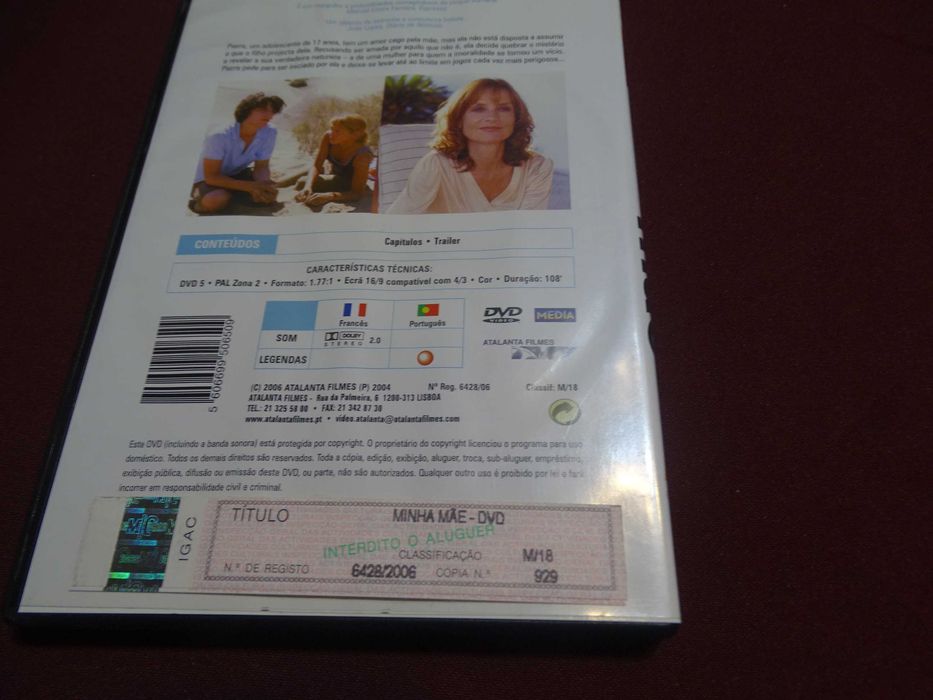 Pierre, um adolescente de 17 anos, tem um amor cego pela mãe, mas ela não está disposta a assumir
o que o filho projecta dela. Recusando ser amada por aquilo que não é, ela decide quebrar o mistério
e revelar a sua verdadeira natureza – a de uma mulher para quem a imoralidade se tornou um vício.
Pierre pede para ser iniciado por ela e deixa-se levar até ao limite em jogos cada vez mais perigosos...
CONTEÚDOS
Capítulos • Trailer
CARACTERÍSTICAS TÉCNICAS:
DVD 5 • PAL Zona 2 • Formato: 1.77:1 • Ecrã 16/9 compatível com 4/3 • Cor • Duração: 108'
Francês
Português
SOM
DOLBY
STEREO 2.0
LEGENDAS
DVD
VIDEO
MEDIA
ATALANTA FILMES
5 606699 506509
(C) 2006 ATALANTA FILMES (P) 2004
Nº Reg. 6428/06
Classif: M/18
ATALANTA FILMES - Rua da Palmeira, 6 1200-313 LISBOA
TEL.: 21 325 58 00 • FAX: 21 342 87 30
www.atalantafilmes.pt • video.atalanta@atalantafilmes.com
Este DVD (incluindo a banda sonora) está protegida por copyright. O proprietário do copyright licenciou o programa para uso
doméstico. Todos os demais direitos são reservados. Toda a cópia, edição, exibição, aluguer, troca, sub-aluguer, empréstimo,
exibição pública, difusão ou emissão deste DVD, ou parte, não são autorizados. Qualquer outro uso é proibido por lei e fará
incorrer em responsabilidade civil e criminal.
IGAC
TÍTULO
MINHA MÃE - DVD
INTERDITO O ALUGUER
CLASSIFICAÇÃO
M/18
N.º DE REGISTO
6428/2006
CÓPIA N.º
929